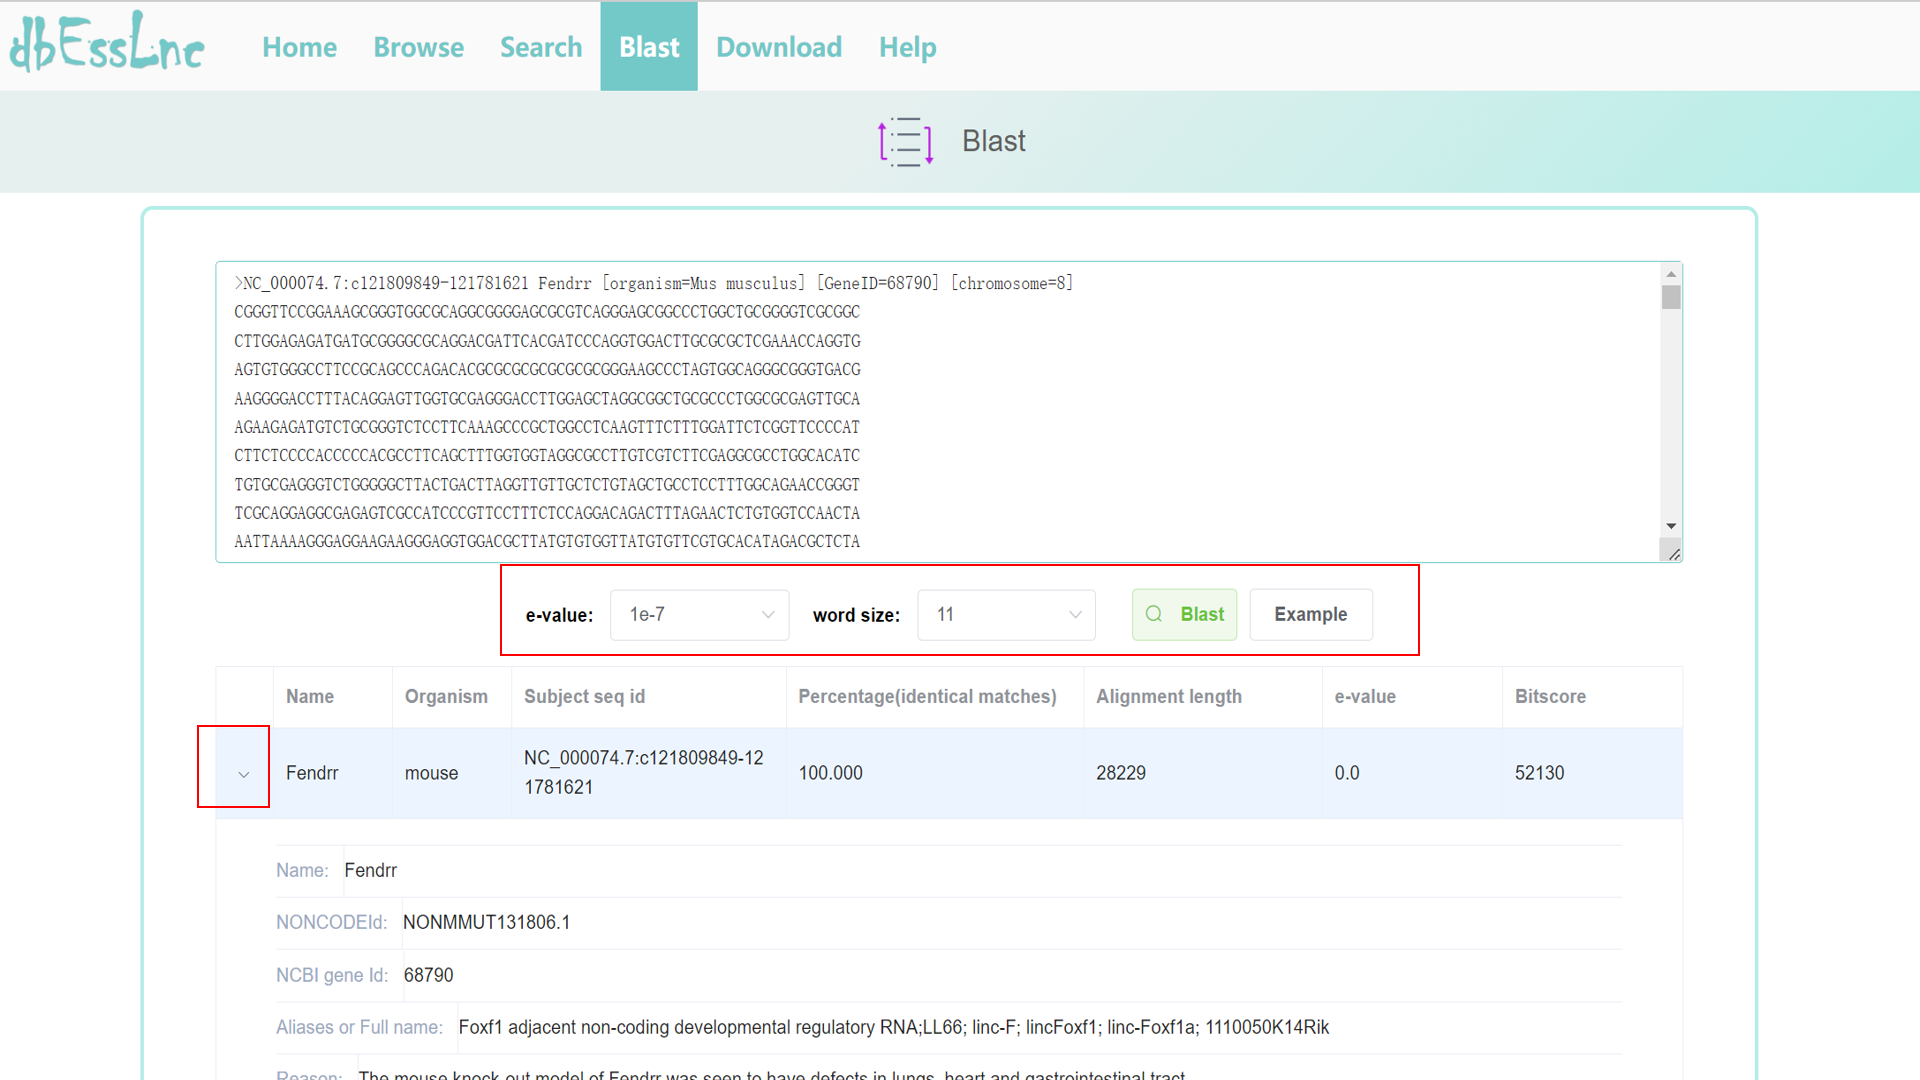 dbEssLnc
Home Browse Search Blast Download Help
Blast
>NC_000074.7:c121809849-121781621 Fendrr [organism=Mus musculus] [GeneID=68790] [chromosome=8]
CGGGTTCCGGAAAGCGGGTGGCGCAGGCGGGGAGCGCGTCAGGGAGCGGCCCTGGCTGCGGGGTCGCGGC
CTTGGAGAGATGATGCGGGGCGCAGGACGATTCACGATCCCAGGTGGACTTGCGCGCTCGAAACCAGGTG
AGTGTGGGCCTTCCGCAGCCCAGACACGCGCGCGCGCGCGCGGGAAGCCCTAGTGGCAGGGCGGGTGACG
AAGGGGACCTTTACAGGAGTTGGTGCGAGGGACCTTGGAGCTAGGCGGCTGCGCCCTGGCGCGAGTTGCA
AGAAGAGATGTCTGCGGGTCTCCTTCAAAGCCCGCTGGCCTCAAGTTTCTTTGGATTCTCGGTTCCCCAT
CTTCTCCCCACCCCCACGCCTTCAGCTTTGGTGGTAGGCGCCTTGTCGTCTTCGAGGCGCCTGGCACATC
TGTGCGAGGGTCTGGGGGCTTACTGACTTAGGTTGTTGCTCTGTAGCTGCCTCCTTTGGCAGAACCGGGT
TCGCAGGAGGCGAGAGTCGCCATCCCGTTCCTTTCTCCAGGACAGACTTTAGAACTCTGTGGTCCAACTA
AATTAAAAGGGAGGAAGAAGGGAGGTGGACGCTTATGTGTGGTTATGTGTTCGTGCACATAGACGCTCTA
e-value: 1e-7 word size: 11 Blast Example
Name Organism Subject seq id Percentage(identical matches) Alignment length e-value Bitscore
Fendrr mouse NC_000074.7:c121809849-12 100.000 28229 0.0 52130
1781621
Name: Fendrr
NONCODEId: NONMMUT131806.1
NCBI gene Id: 68790
Aliases or Full name: Foxf1 adjacent non-coding developmental regulatory RNA;LL66; linc-F; lincFoxf1; linc-Foxf1a; 1110050K14Rik
Reason: The mouse knock-out model of Fendrr was seen to have defects in lungs, heart and gastrointestinal tract